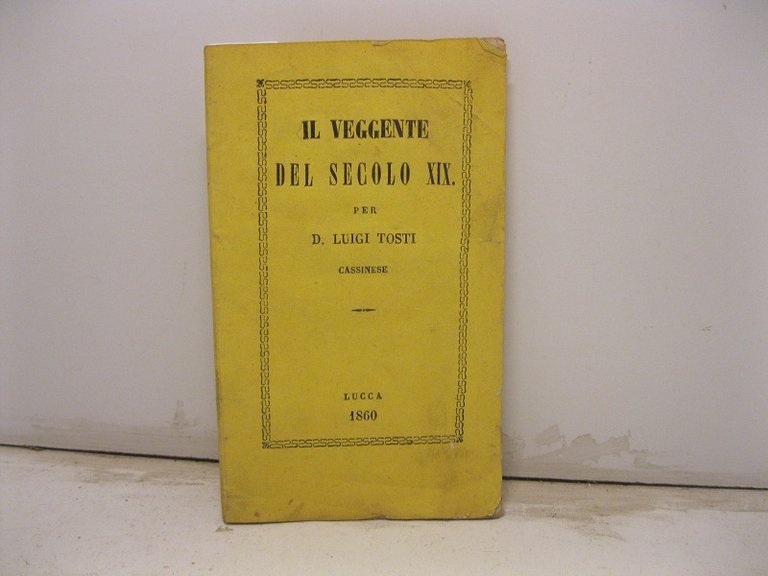 IL VEGGENTE
DEL SECOLO XIX.
PER
D. LUIGI TOSTI
CASSINESE
LUCCA
1860